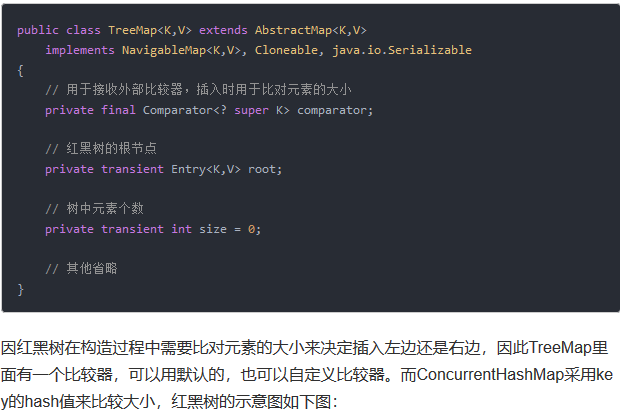 public class TreeMap<K,V> extends AbstractMap<K,V>
    implements NavigableMap<K,V>, Cloneable, java.io.Serializable
{
    // 用于接收外部比较器，插入时用于比对元素的大小
    private final Comparator<? super K> comparator;

    // 红黑树的根节点
    private transient Entry<K,V> root;

    // 树中元素个数
    private transient int size = 0;

    // 其他省略
}
因红黑树在构造过程中需要比对元素的大小来决定插入左边还是右边，因此TreeMap里
面有一个比较器，可以用默认的，也可以自定义比较器。而ConcurrentHashMap采用ke
y的hash值来比较大小，红黑树的示意图如下图：